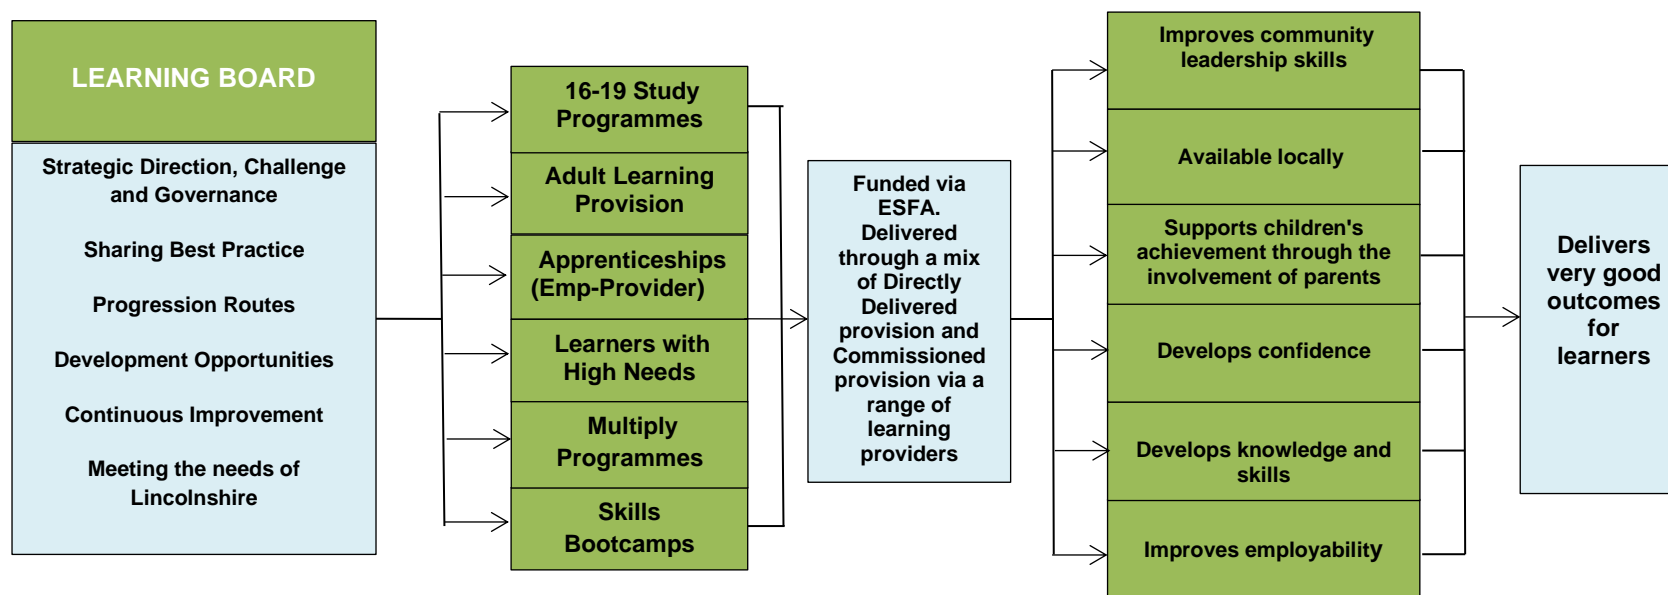 LEARNING BOARD
Strategic Direction, Challenge
and Governance
Sharing Best Practice
Progression Routes
Development Opportunities
Continuous Improvement
Meeting the needs of
Lincolnshire
16-19 Study
Programmes
Adult Learning
Provision
Apprenticeships
(Emp-Provider)
Learners with
High Needs
Multiply
Programmes
Skills
Bootcamps
Funded via
ESFA.
Delivered
through a mix
of Directly
Delivered
provision and
Commissioned
provision via a
range of
learning
providers
Improves community
leadership skills
Available locally
Supports children's
achievement through the
involvement of parents
Develops confidence
Develops knowledge and
skills
Improves employability
Delivers
very good
outcomes
for
learners